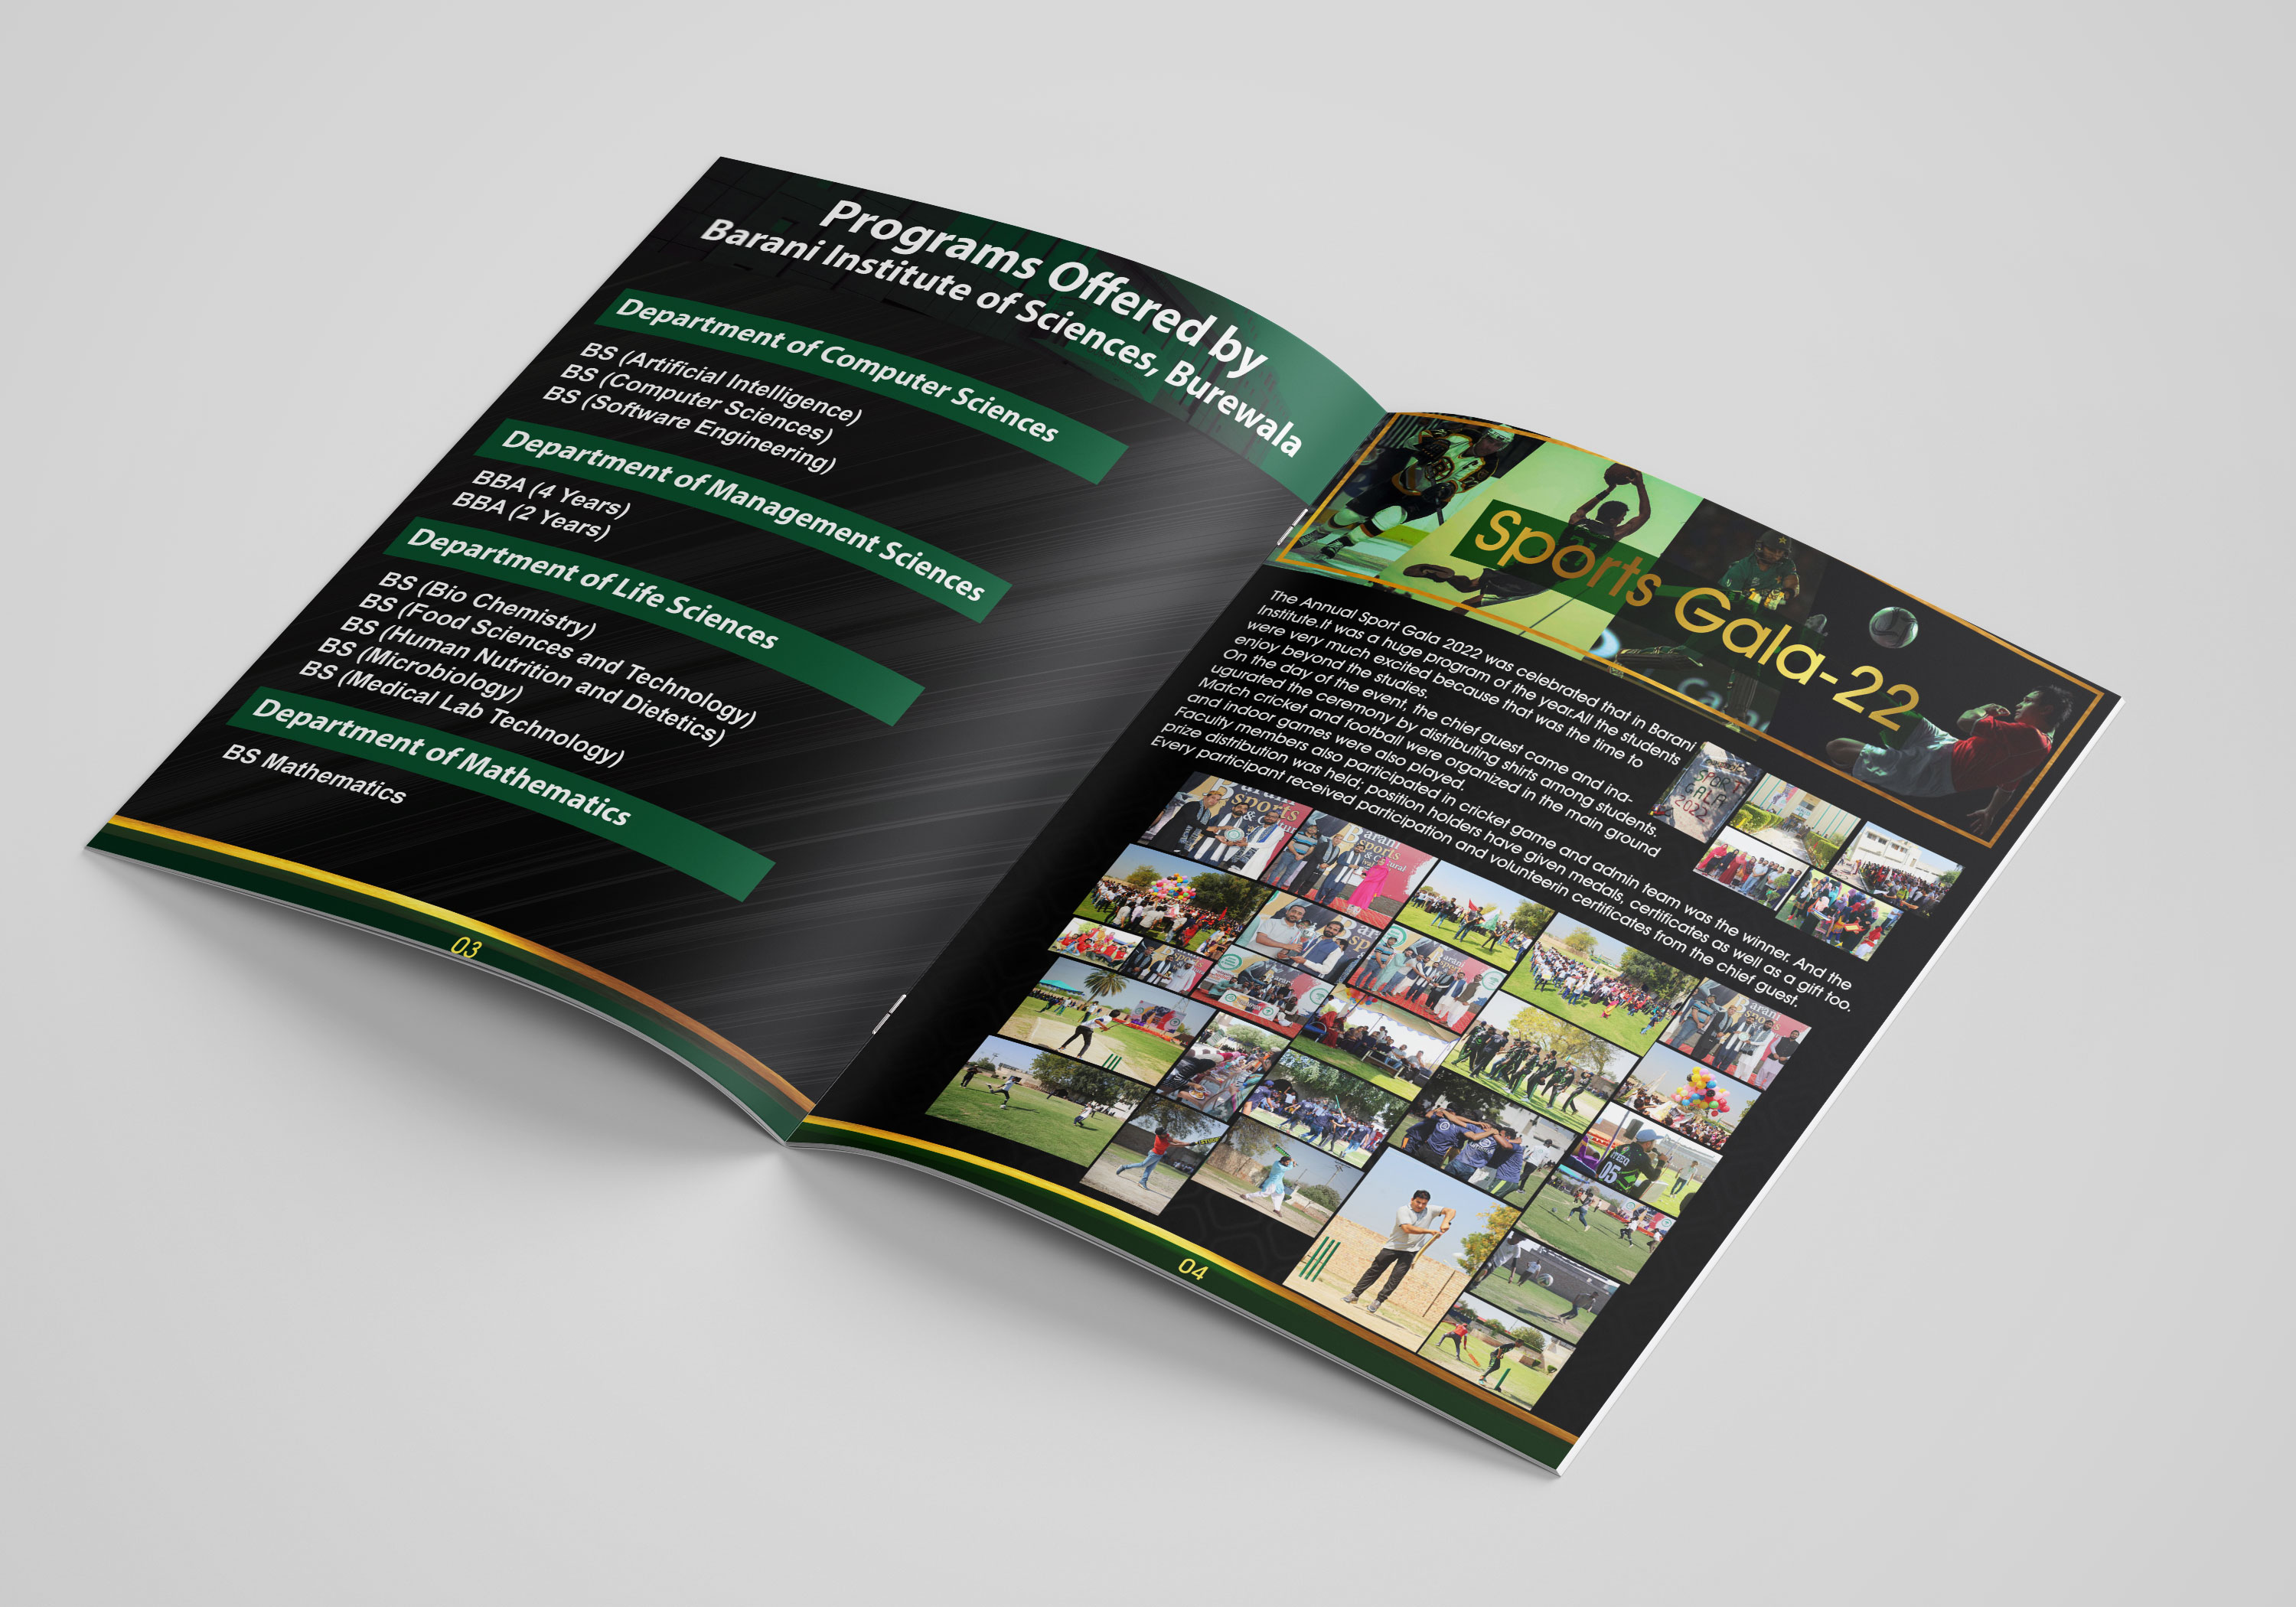 Programs Offered by
Barani Institute of Sciences, Burewala
Department of Computer Sciences
BS (Artificial Intelligence)
BS (Computer Sciences)
BS (Software Engineering)
Department of Management Sciences
BBA (4 Years)
BBA (2 Years)
Department of Life Sciences
BS (Bio Chemistry)
BS (Food Sciences and Technology)
BS (Human Nutrition and Dietetics)
BS (Microbiology)
BS (Medical Lab Technology)
Department of Mathematics
BS Mathematics
03
Sports Gala-22
The Annual Sport Gala 2022 was celebrated that in Barani
Institute.It was a huge program of the year.All the students
were very much excited because that was the time to
enjoy beyond the studies.
On the day of the event, the chief guest came and ina-
ugurated the ceremony by distributing shirts among students.
Match cricket and football were organized in the main ground
and indoor games were also played.
Faculty members also participated in cricket game and admin team was the winner. And the
prize distribution was held; position holders have given medals, certificates as well as a gift too.
Every participant received participation and volunteerin certificates from the chief guest.
SPORT
GALA
2022
Barani
sports
Barani
sports
& Cultural
05
04